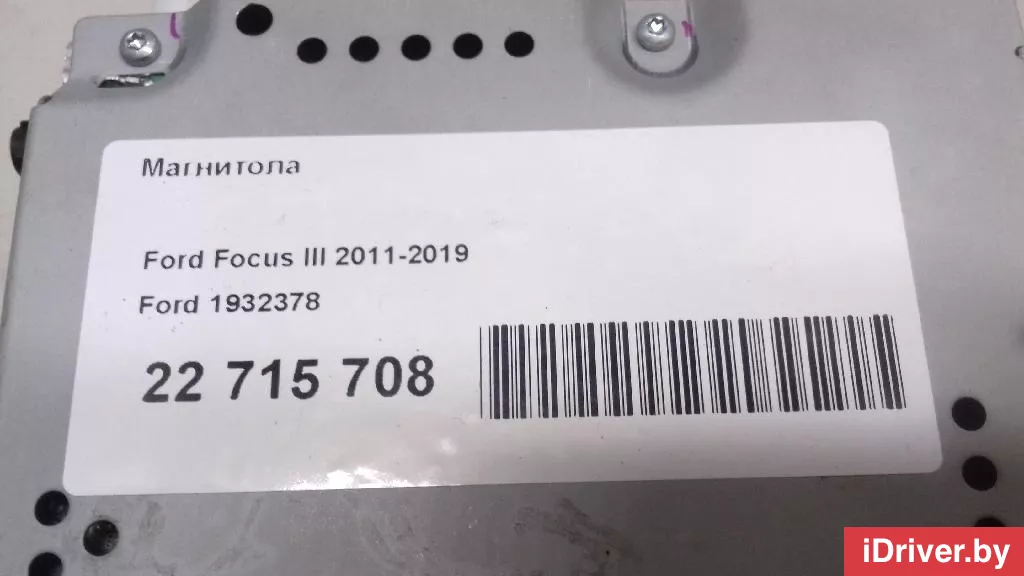 Магнитола
Ford Focus III 2011-2019
Ford 1932378
22 715 708
iDriver.by